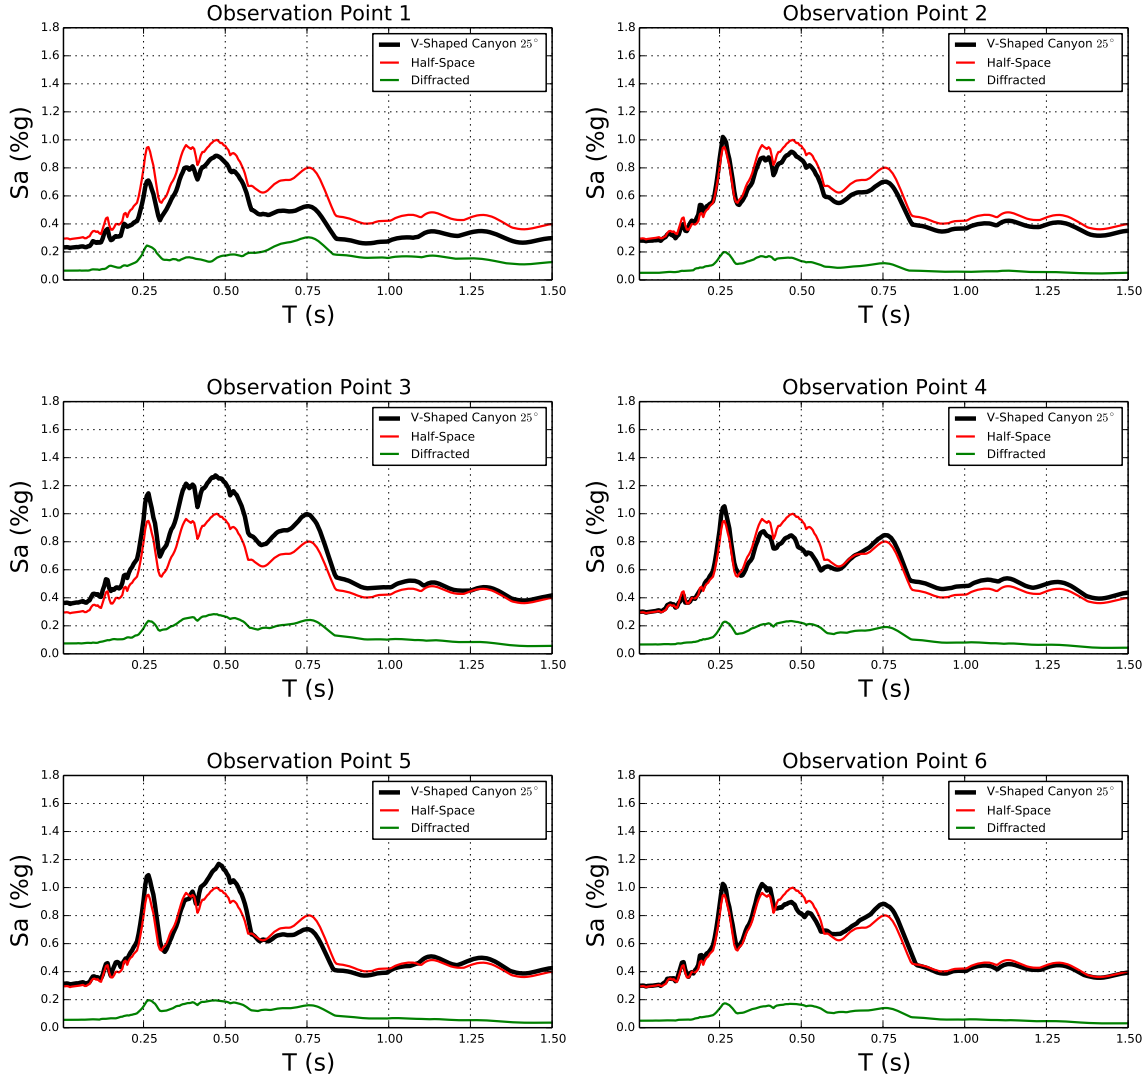 Observation Point 1
1.8
1.6
1.4
1.2
1.0
0.8
0.6
0.4
0.2
0.0
Sa (%g)
V-Shaped Canyon 25°
Half-Space
Diffracted
0.25 0.50 0.75 1.00 1.25 1.50
T (s)
Observation Point 2
1.8
1.6
1.4
1.2
1.0
0.8
0.6
0.4
0.2
0.0
Sa (%g)
V-Shaped Canyon 25°
Half-Space
Diffracted
0.25 0.50 0.75 1.00 1.25 1.50
T (s)
Observation Point 3
1.8
1.6
1.4
1.2
1.0
0.8
0.6
0.4
0.2
0.0
Sa (%g)
V-Shaped Canyon 25°
Half-Space
Diffracted
0.25 0.50 0.75 1.00 1.25 1.50
T (s)
Observation Point 4
1.8
1.6
1.4
1.2
1.0
0.8
0.6
0.4
0.2
0.0
Sa (%g)
V-Shaped Canyon 25°
Half-Space
Diffracted
0.25 0.50 0.75 1.00 1.25 1.50
T (s)
Observation Point 5
1.8
1.6
1.4
1.2
1.0
0.8
0.6
0.4
0.2
0.0
Sa (%g)
V-Shaped Canyon 25°
Half-Space
Diffracted
0.25 0.50 0.75 1.00 1.25 1.50
T (s)
Observation Point 6
1.8
1.6
1.4
1.2
1.0
0.8
0.6
0.4
0.2
0.0
Sa (%g)
V-Shaped Canyon 25°
Half-Space
Diffracted
0.25 0.50 0.75 1.00 1.25 1.50
T (s)